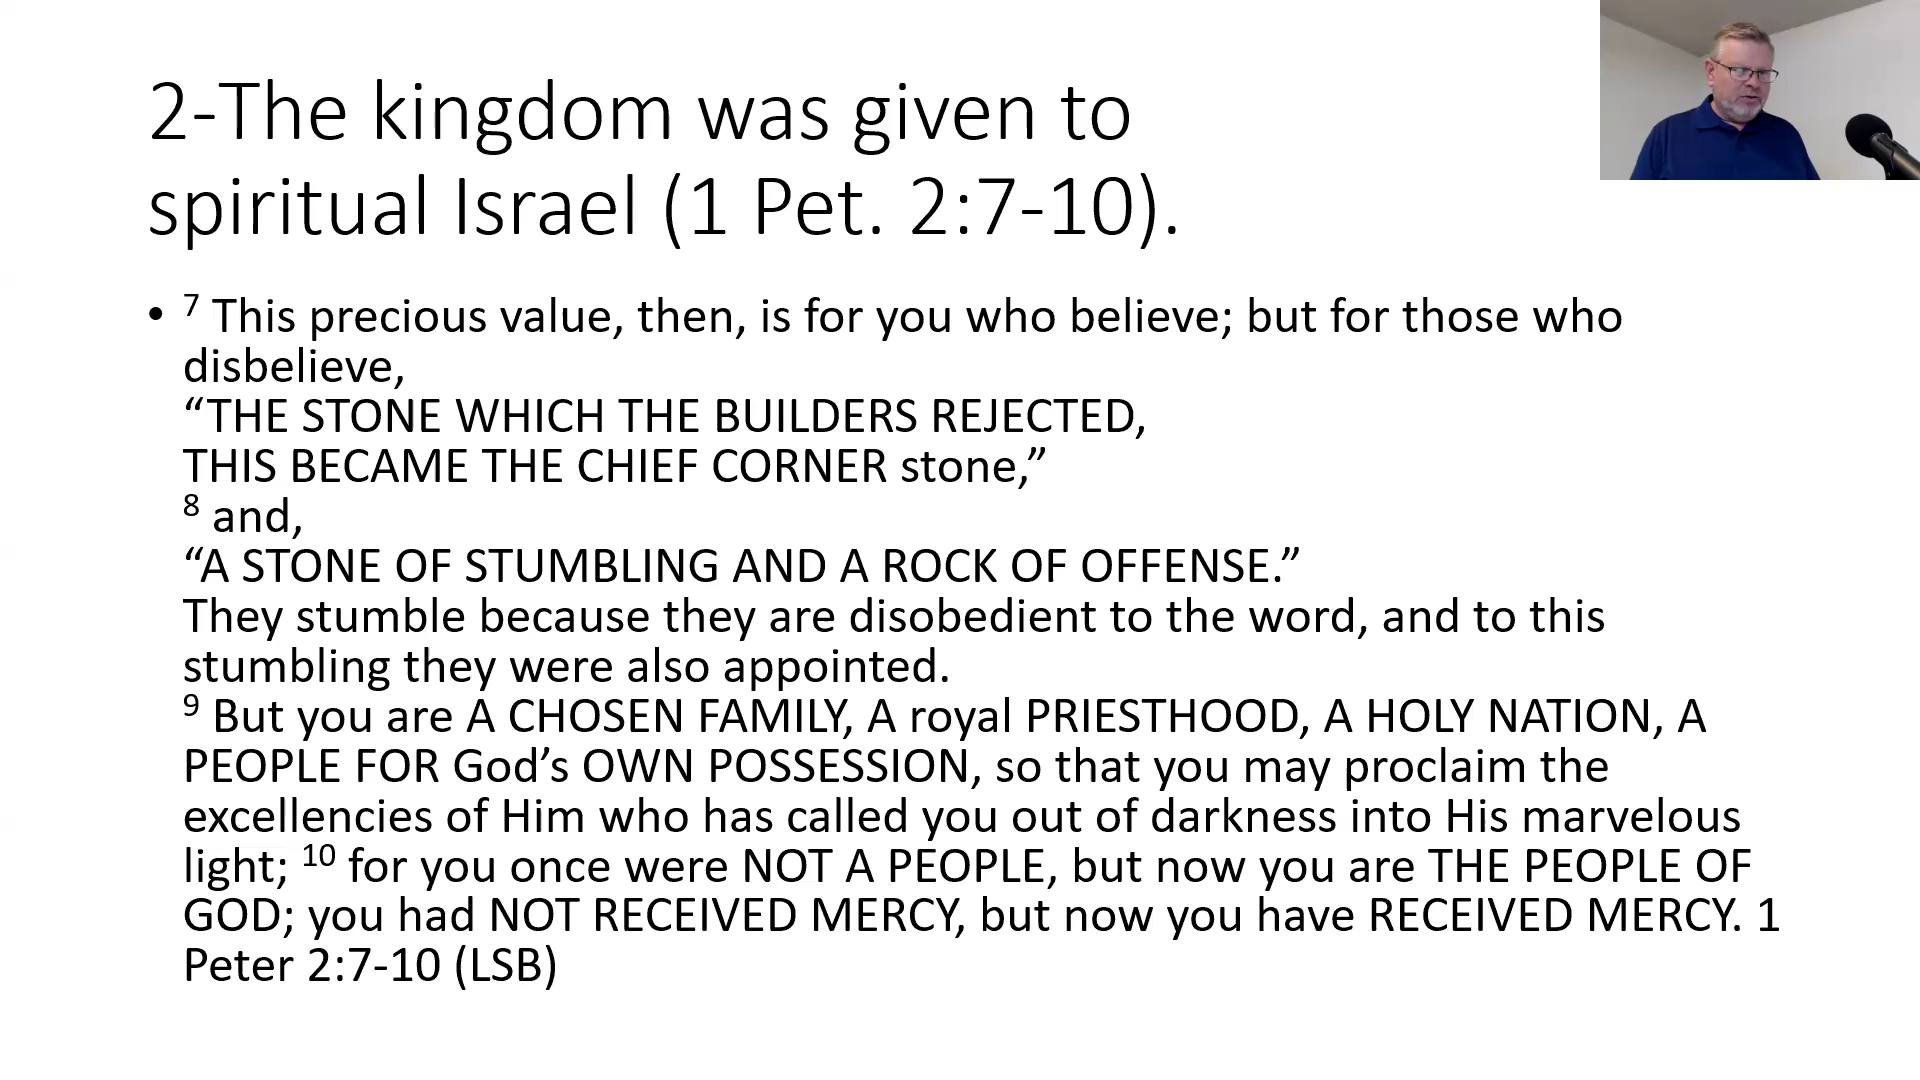 2-The kingdom was given to
spiritual Israel (1 Pet. 2:7-10).
• 7 This precious value, then, is for you who believe; but for those who
disbelieve,
“THE STONE WHICH THE BUILDERS REJECTED,
THIS BECAME THE CHIEF CORNER stone,”
8 and,
“A STONE OF STUMBLING AND A ROCK OF OFFENSE.”
They stumble because they are disobedient to the word, and to this
stumbling they were also appointed.
9 But you are A CHOSEN FAMILY, A royal PRIESTHOOD, A HOLY NATION, A
PEOPLE FOR God’s OWN POSSESSION, so that you may proclaim the
excellencies of Him who has called you out of darkness into His marvelous
light; 10 for you once were NOT A PEOPLE, but now you are THE PEOPLE OF
GOD; you had NOT RECEIVED MERCY, but now you have RECEIVED MERCY. 1
Peter 2:7-10 (LSB)